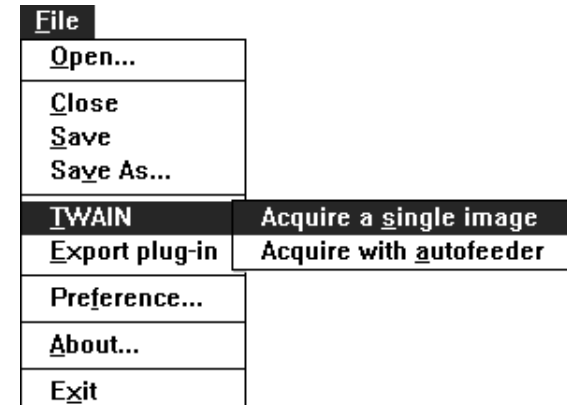 File
Open...
Close
Save
Save As...
TWAIN
Acquire a single image
Export plug-in
Acquire with autofeeder
Preference...
About...
Exit